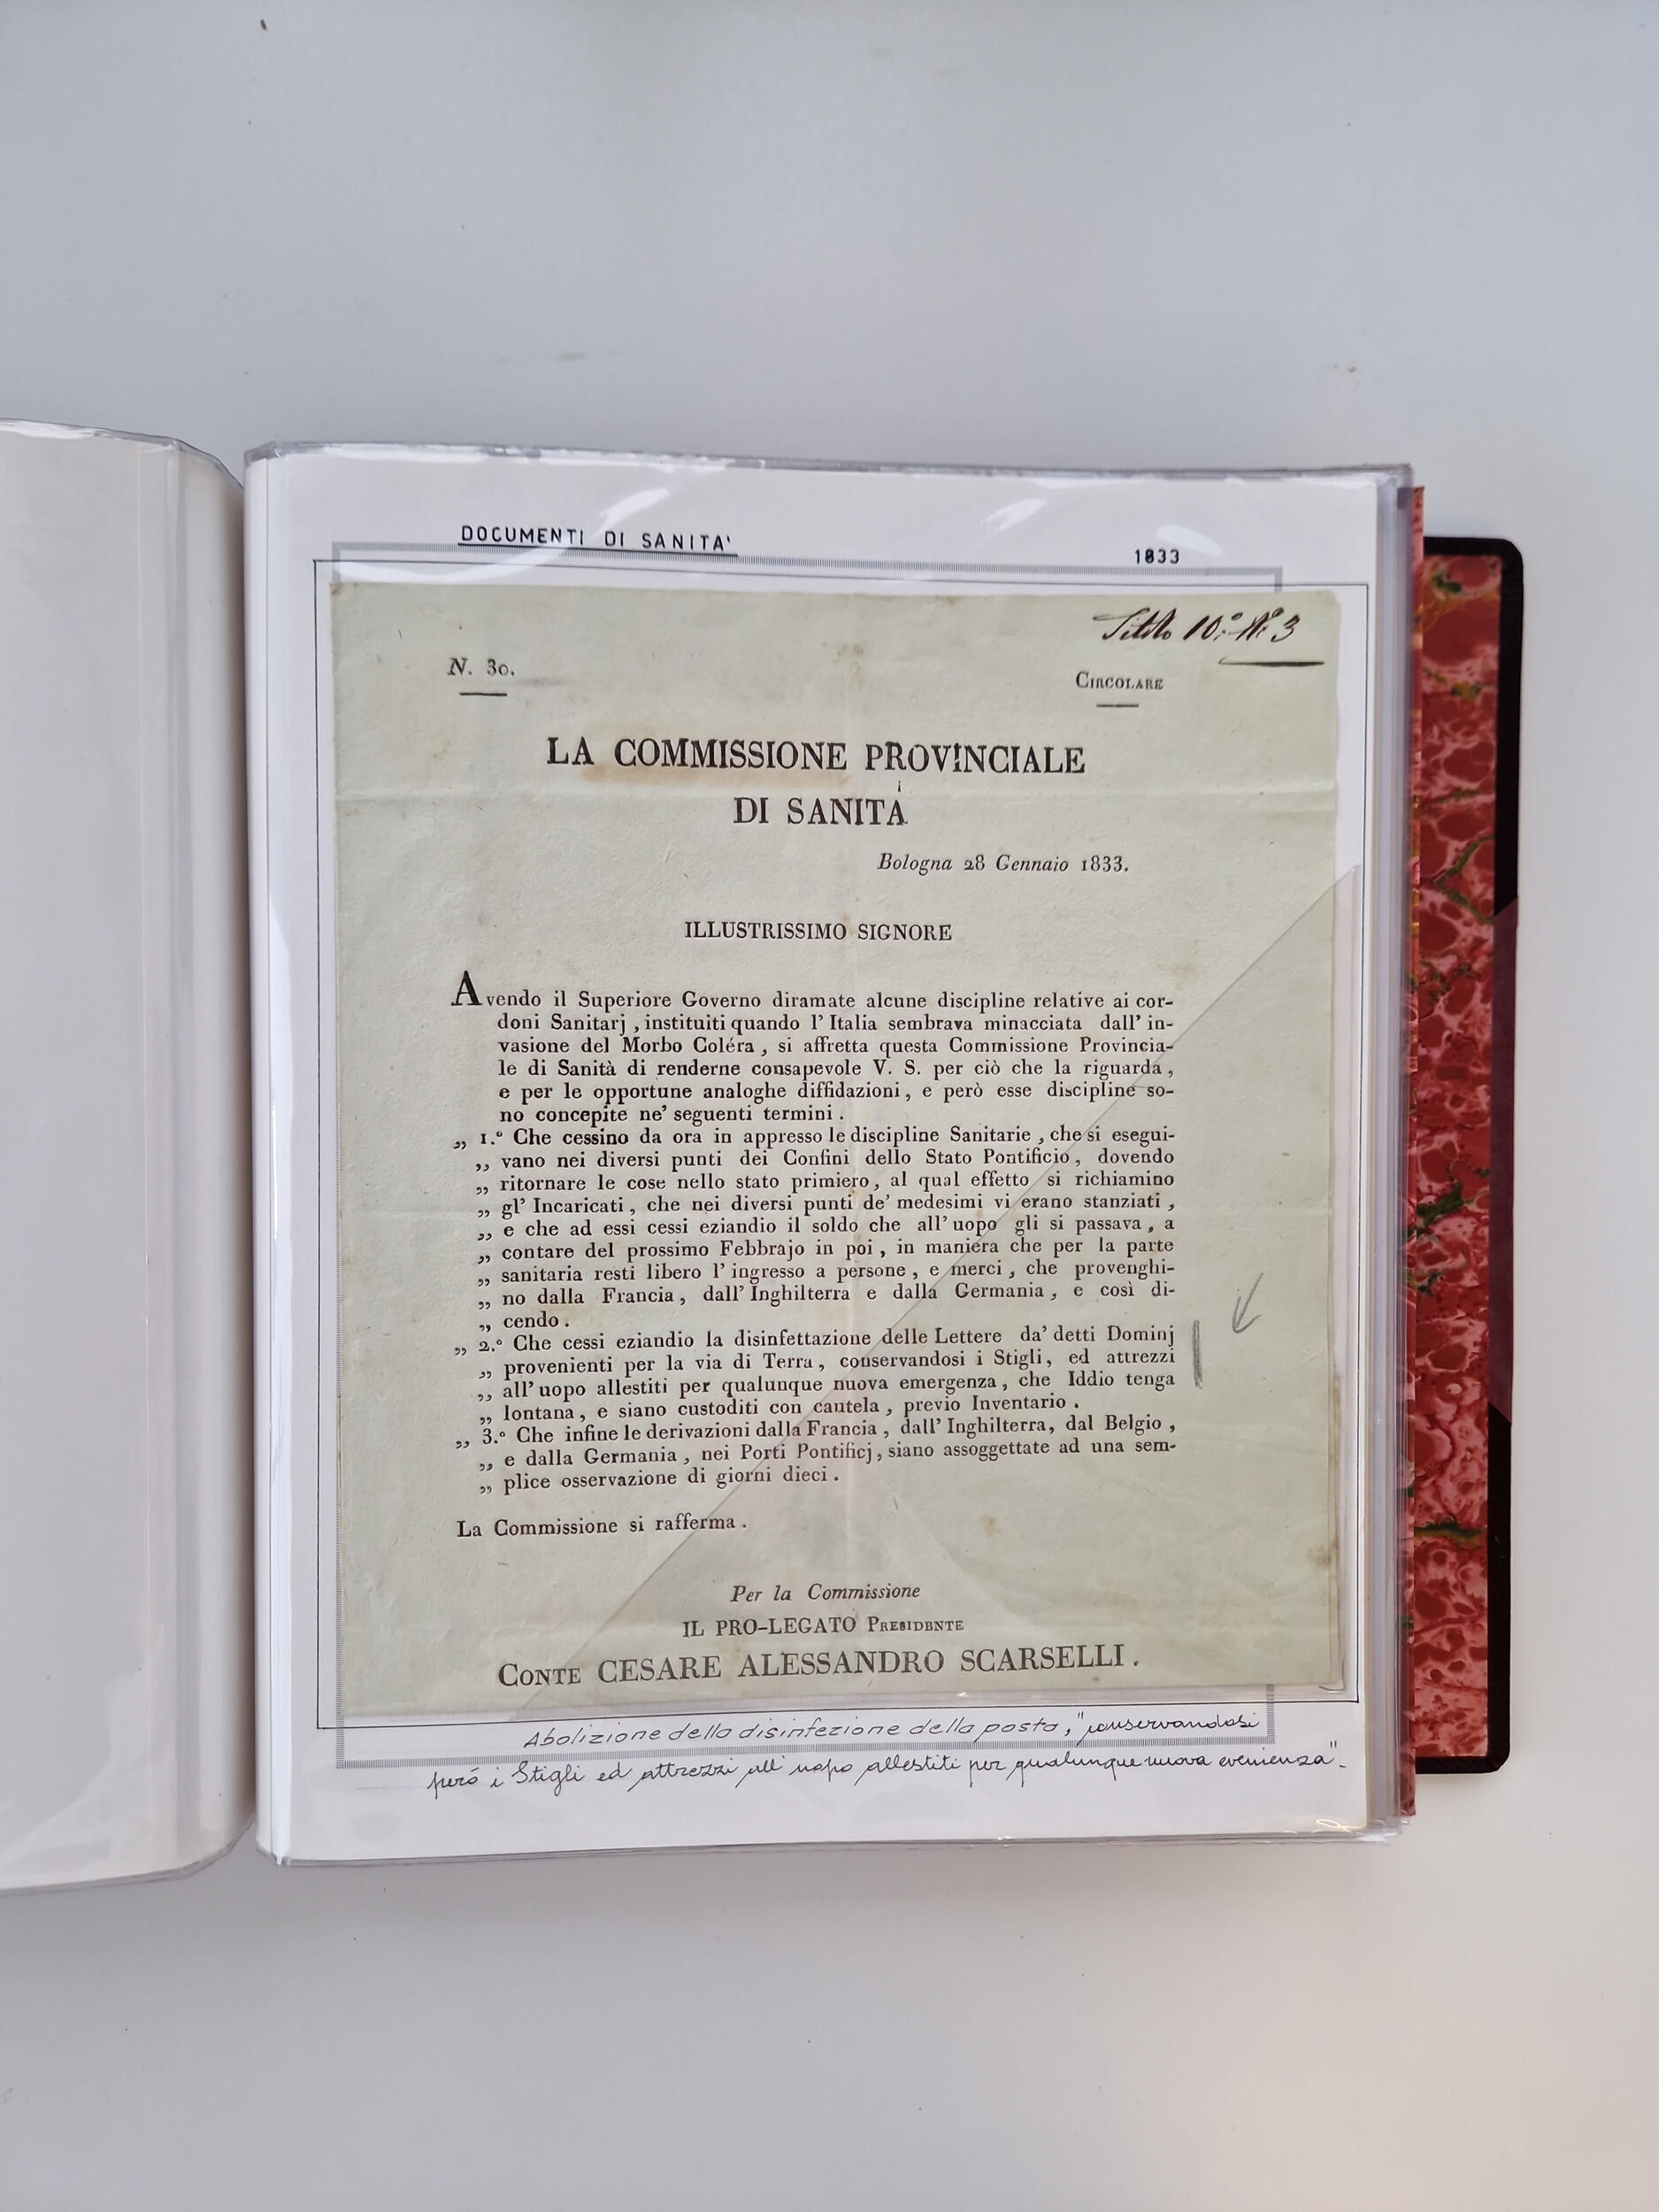 DOCUMENTI DI SANITA'
1833
Titolo 10.° N.° 3
N. 30.
CIRCOLARE
LA COMMISSIONE PROVINCIALE
DI SANITÀ
Bologna 28 Gennaio 1833.
ILLUSTRISSIMO SIGNORE
Avendo il Superiore Governo diramate alcune discipline relative ai cor-
doni Sanitarj , instituiti quando l' Italia sembrava minacciata dall' in-
vasione del Morbo Coléra , si affretta questa Commissione Provincia-
le di Sanità di renderne consapevole V. S. per ciò che la riguarda ,
e per le opportune analoghe diffidazioni , e però esse discipline so-
no concepite ne' seguenti termini .
„ 1.° Che cessino da ora in appresso le discipline Sanitarie , che si esegui-
„ vano nei diversi punti dei Confini dello Stato Pontificio , dovendo
„ ritornare le cose nello stato primiero , al qual effetto si richiamino
„ gl' Incaricati , che nei diversi punti de' medesimi vi erano stanziati ,
„ e che ad essi cessi eziandio il soldo che all' uopo gli si passava , a
„ contare del prossimo Febbrajo in poi , in maniera che per la parte
„ sanitaria resti libero l' ingresso a persone , e merci , che provenghi-
„ no dalla Francia , dall' Inghilterra e dalla Germania , e così di-
„ cendo .
„ 2.° Che cessi eziandio la disinfettazione delle Lettere da' detti Dominj
„ provenienti per la via di Terra , conservandosi i Stigli , ed attrezzi
„ all' uopo allestiti per qualunque nuova emergenza , che Iddio tenga
„ lontana , e siano custoditi con cautela , previo Inventario .
„ 3.° Che infine le derivazioni dalla Francia , dall' Inghilterra , dal Belgio ,
„ e dalla Germania , nei Porti Pontificj , siano assoggettate ad una sem-
„ plice osservazione di giorni dieci .
La Commissione si rafferma .
Per la Commissione
IL PRO-LEGATO PRESIDENTE
CONTE CESARE ALESSANDRO SCARSELLI .
Abolizione della disinfezione della posta, "conservandosi
però i Stigli ed attrezzi all' uopo allestiti per qualunque nuova evenienza".